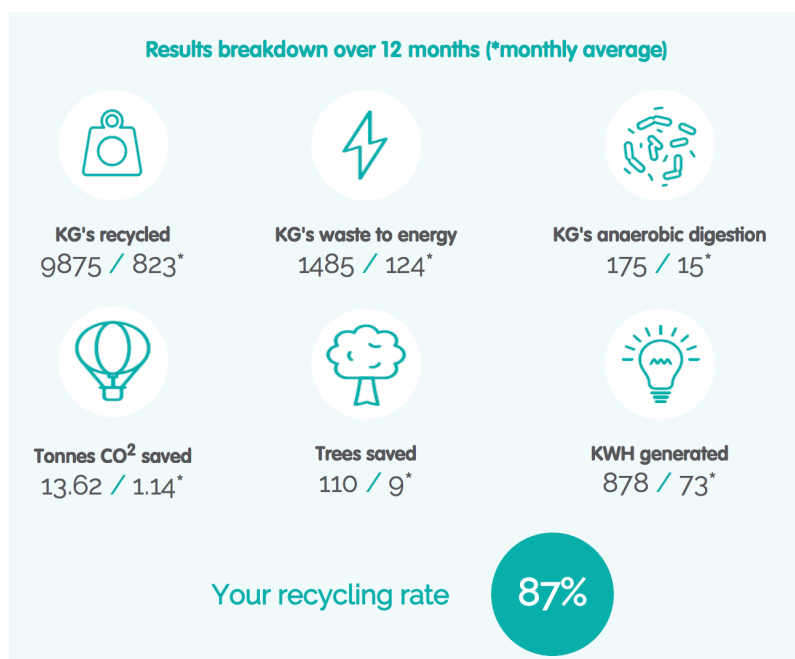 Results breakdown over 12 months (*monthly average)
KG's recycled
9875 / 823*
KG's waste to energy
1485 / 124*
KG's anaerobic digestion
175 / 15*
Tonnes CO² saved
13.62 / 1.14*
Trees saved
110 / 9*
KWH generated
878 / 73*
Your recycling rate
87%